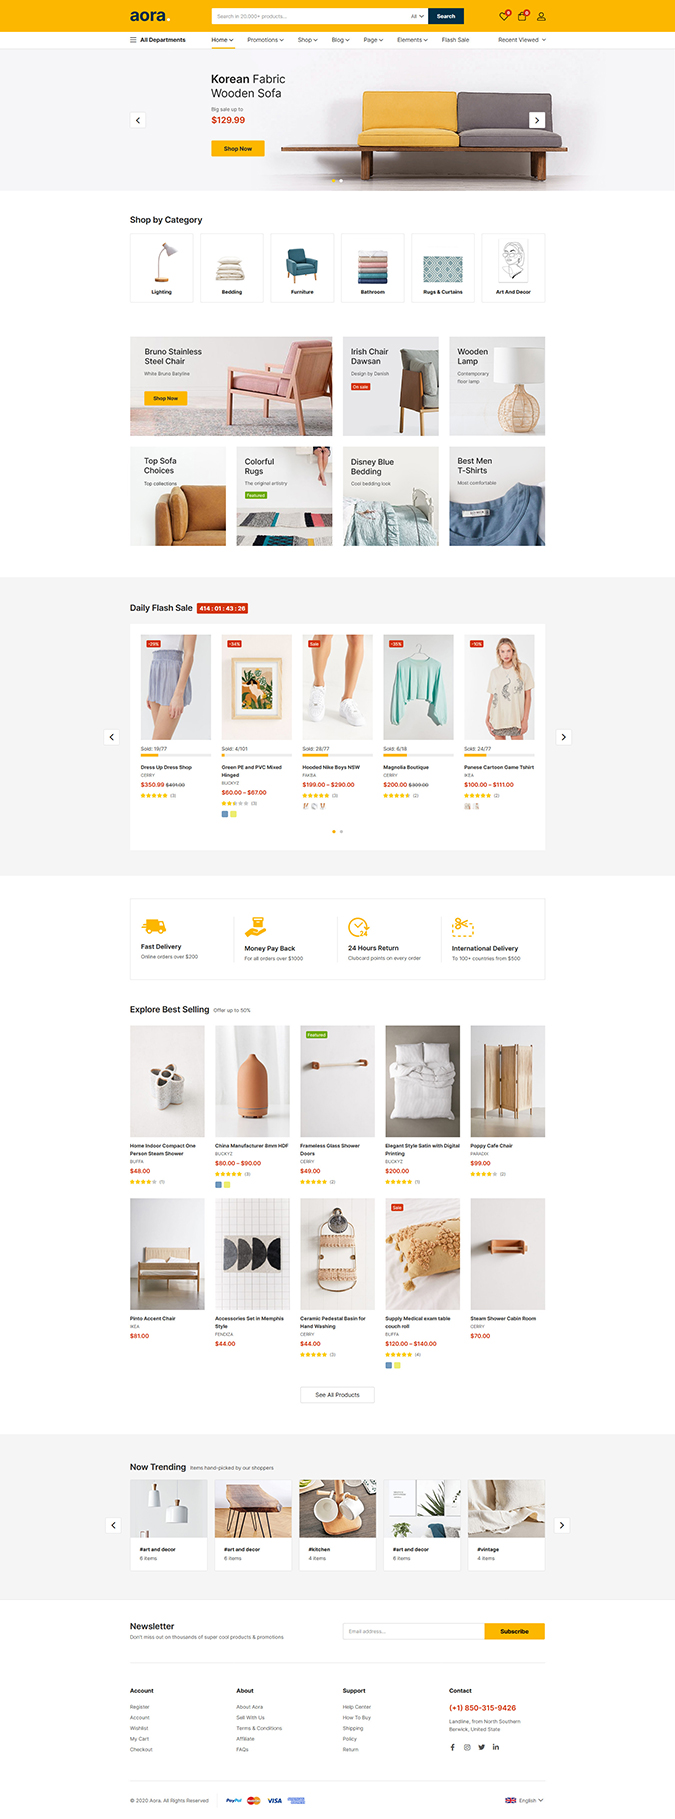 aora.
Search in 20.000+ products...
All
Search
0
0
All Departments
Home
Promotions
Shop
Blog
Page
Elements
Flash Sale
Recent Viewed
Korean Fabric
Wooden Sofa
Big sale up to
$129.99
Shop Now
Shop by Category
Lighting
Bedding
Furniture
Bathroom
Rugs & Curtains
Art And Decor
Bruno Stainless
Steel Chair
White Bruno Batyline
Shop Now
Irish Chair
Dawsan
Design by Danish
On sale
Wooden
Lamp
Contemporary
floor lamp
Top Sofa
Choices
Top collections
Colorful
Rugs
The original artistry
Featured
Disney Blue
Bedding
Cool bedding look
Best Men
T-Shirts
Most comfortable
Daily Flash Sale
414 : 01 : 43 : 26
-29%
Sold: 19/77
Dress Up Dress Shop
CERRY
$350.99 $491.00
(3)
-34%
Sold: 4/101
Green PE and PVC Mixed
Hinged
BUCKYZ
$60.00 – $67.00
(3)
Sale
Sold: 28/77
Hooded Nike Boys NSW
FAKBA
$199.00 – $290.00
(3)
-35%
Sold: 6/18
Magnolia Boutique
CERRY
$200.00 $309.00
(2)
-10%
Sold: 24/77
Panese Cartoon Game Tshirt
IKEA
$100.00 – $111.00
(2)
Fast Delivery
Online orders over $200
Money Pay Back
For all orders over $1000
24
24 Hours Return
Clubcard points on every order
International Delivery
To 100+ countries from $500
Explore Best Selling
Offer up to 50%
Home Indoor Compact One
Person Steam Shower
BUFFA
$48.00
(1)
China Manufacturer 8mm HDF
BUCKYZ
$80.00 – $90.00
(3)
Featured
Frameless Glass Shower
Doors
CERRY
$49.00
(2)
Elegant Style Satin with Digital
Printing
BUCKYZ
$200.00
(1)
Poppy Cafe Chair
PARADIX
$99.00
(2)
Pinto Accent Chair
IKEA
$81.00
Accessories Set in Memphis
Style
FENDIZA
$44.00
Ceramic Pedestal Basin for
Hand Washing
CERRY
$44.00
(3)
Sale
Supply Medical exam table
couch roll
BUFFA
$120.00 – $140.00
(4)
Steam Shower Cabin Room
CERRY
$70.00
See All Products
Now Trending
Items hand-picked by our shoppers
#art and decor
6 items
#art and decor
6 items
#kitchen
4 items
#art and decor
6 items
#vintage
4 items
Newsletter
Don't miss out on thousands of super cool products & promotions
Email address...
Subscribe
Account
Register
Account
Wishlist
My Cart
Checkout
About
About Aora
Sell With Us
Terms & Conditions
Affiliate
FAQs
Support
Help Center
How To Buy
Shipping
Policy
Return
Contact
(+1) 850-315-9426
Landline, from North Southern
Berwick, United State
© 2020 Aora. All Rights Reserved
PayPal
VISA
English